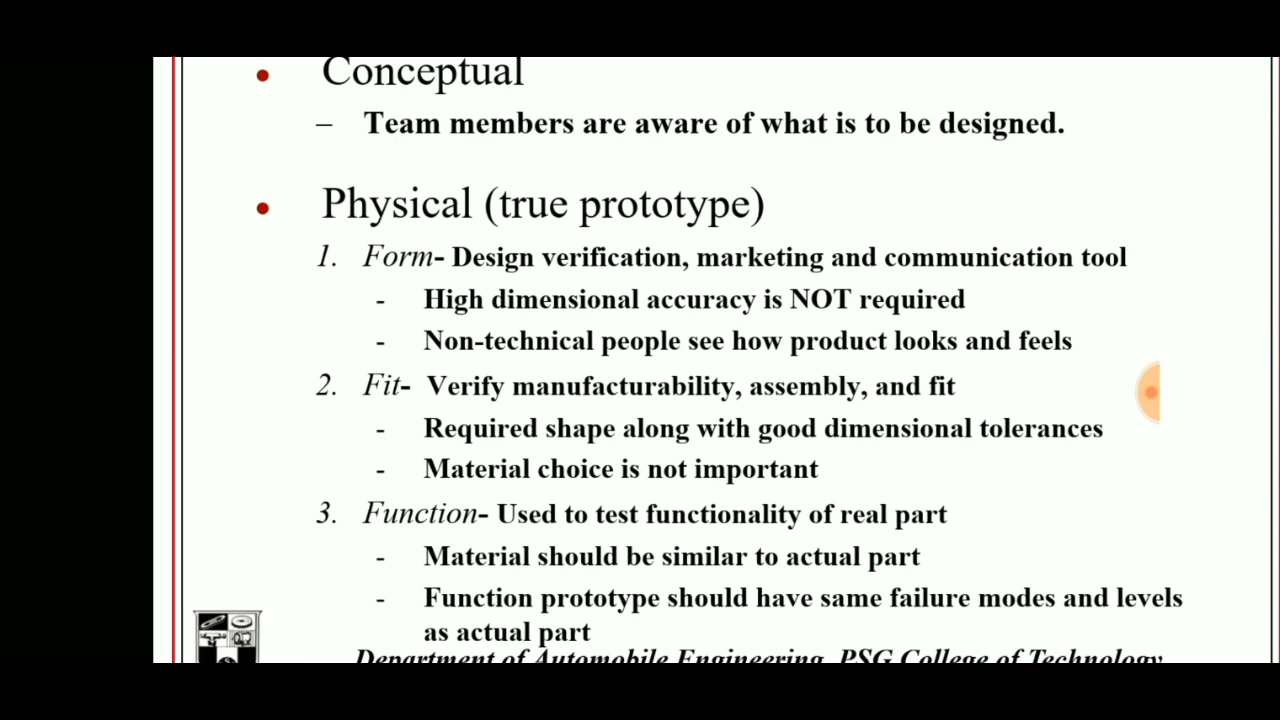 • Conceptual
– Team members are aware of what is to be designed.
• Physical (true prototype)
1. Form- Design verification, marketing and communication tool
- High dimensional accuracy is NOT required
- Non-technical people see how product looks and feels
2. Fit- Verify manufacturability, assembly, and fit
- Required shape along with good dimensional tolerances
- Material choice is not important
3. Function- Used to test functionality of real part
- Material should be similar to actual part
- Function prototype should have same failure modes and levels
as actual part
Department of Automobile Engineering, PSG College of Technology